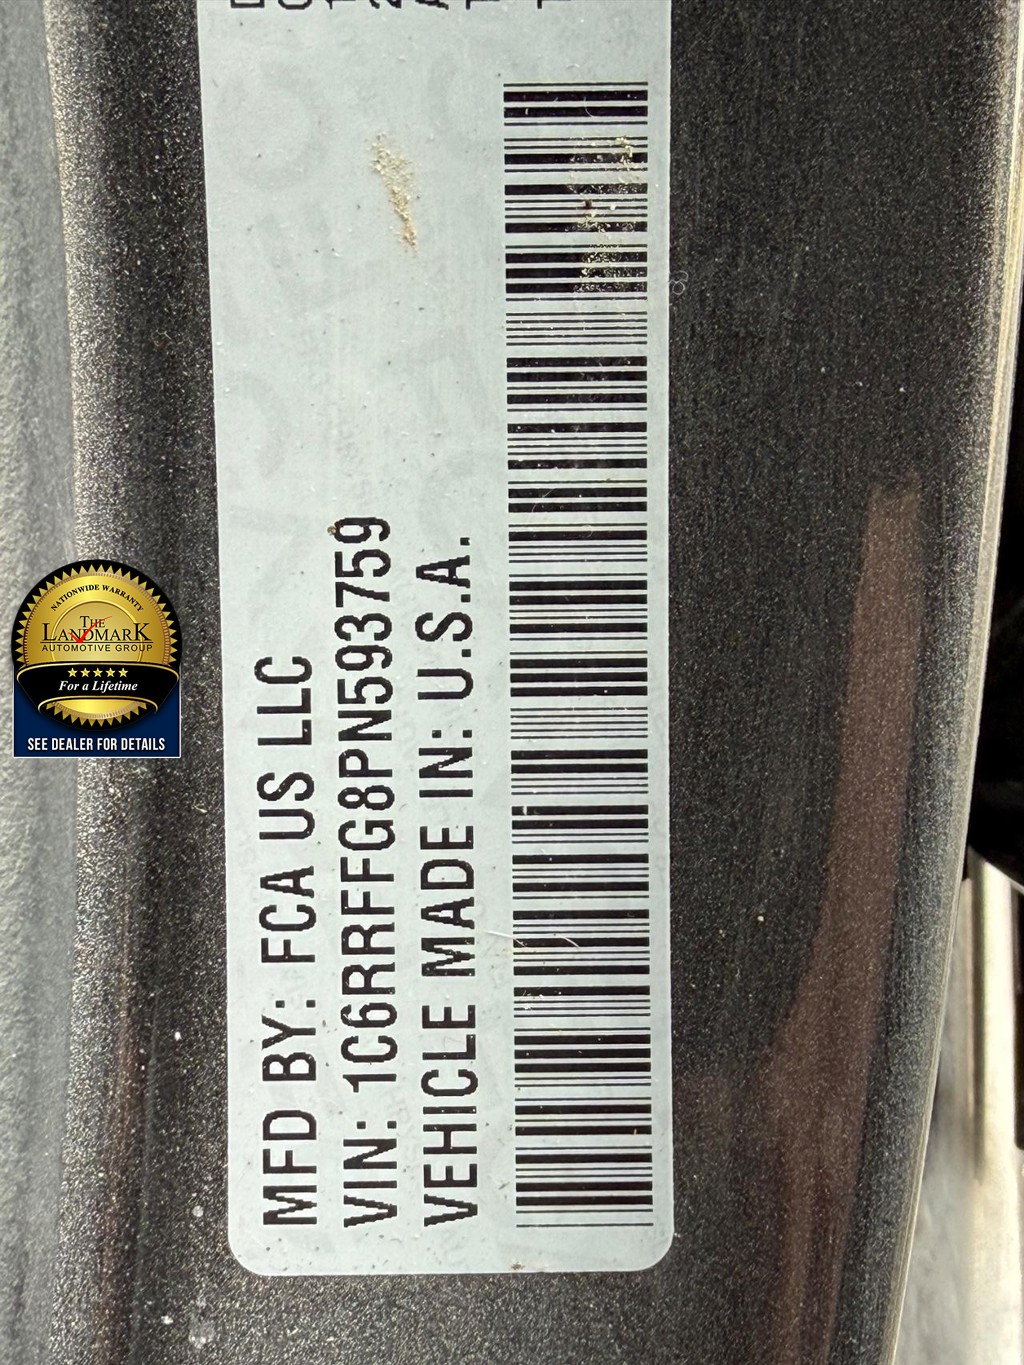 MFD BY: FCA US LLC
VIN: 1C6RRFFG8PN593759
VEHICLE MADE IN: U.S.A.
NATIONWIDE WARRANTY
THE
LANDMARK
AUTOMOTIVE GROUP
For a Lifetime
SEE DEALER FOR DETAILS